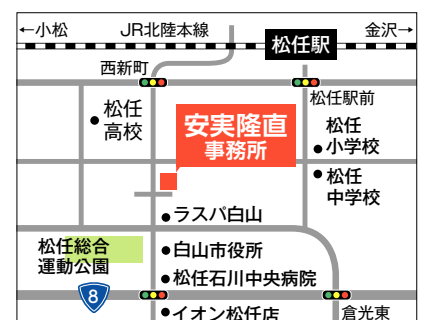 ←小松
JR北陸本線
金沢→
松任駅
西新町
松任駅前
松任
高校
安実隆直
事務所
松任
小学校
松任
中学校
ラスパ白山
松任総合
運動公園
白山市役所
松任石川中央病院
8
イオン松任店
倉光東